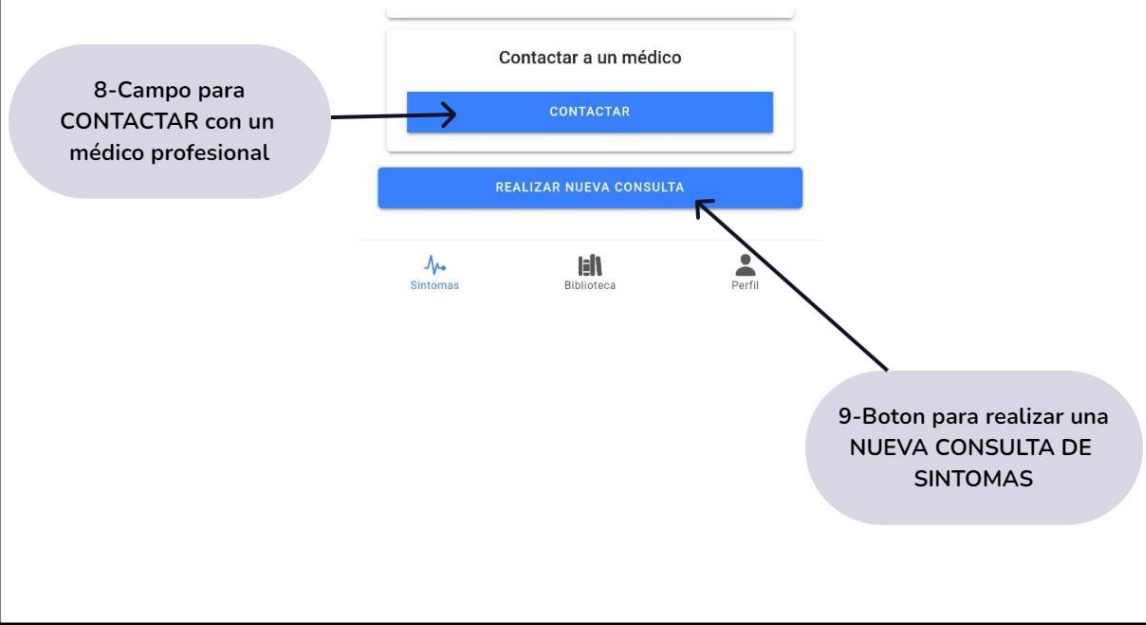 Contactar a un médico
8-Campo para
CONTACTAR con un
médico profesional
CONTACTAR
REALIZAR NUEVA CONSULTA
Sintomas
Biblioteca
Perfil
9-Boton para realizar una
NUEVA CONSULTA DE
SINTOMAS